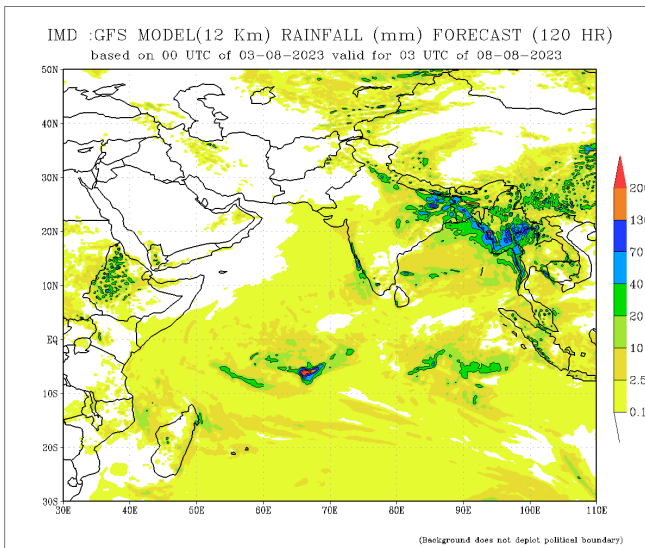 IMD :GFS MODEL(12 Km) RAINFALL (mm) FORECAST (120 HR)
based on 00 UTC of 03-08-2023 valid for 03 UTC of 08-08-2023
50N
40N
30N
20N
10N
EQ
10S
20S
30S
30E 40E 50E 60E 70E 80E 90E 100E 110E
200
130
70
40
20
10
2.5
0.1
(Background does not depict political boundary)